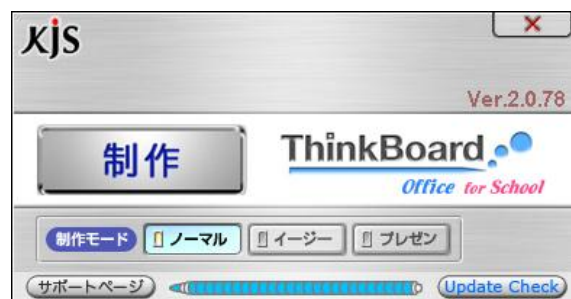 KJS
Ver.2.0.78
制作
ThinkBoard
Office for School
制作モード ノーマル イージー プレゼン
サポートページ Update Check